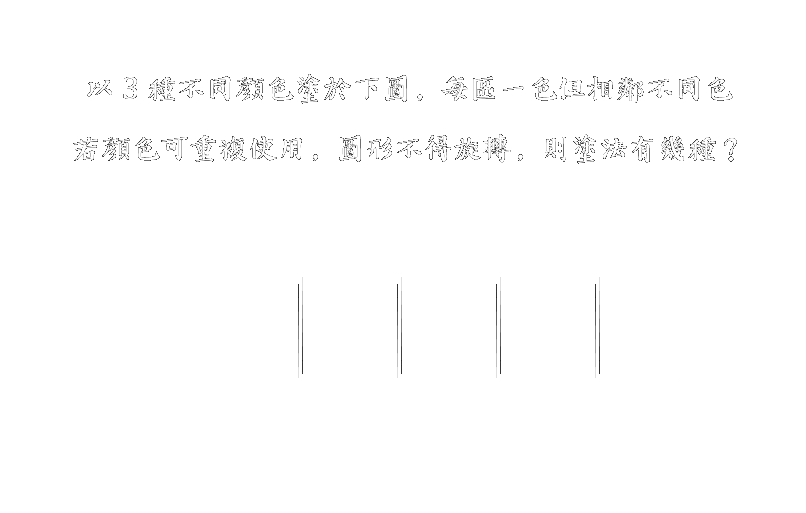 以3種不同顏色塗於下圖，每區一色但相鄰不同色
若顏色可重複使用，圖形不得旋轉，則塗法有幾種？